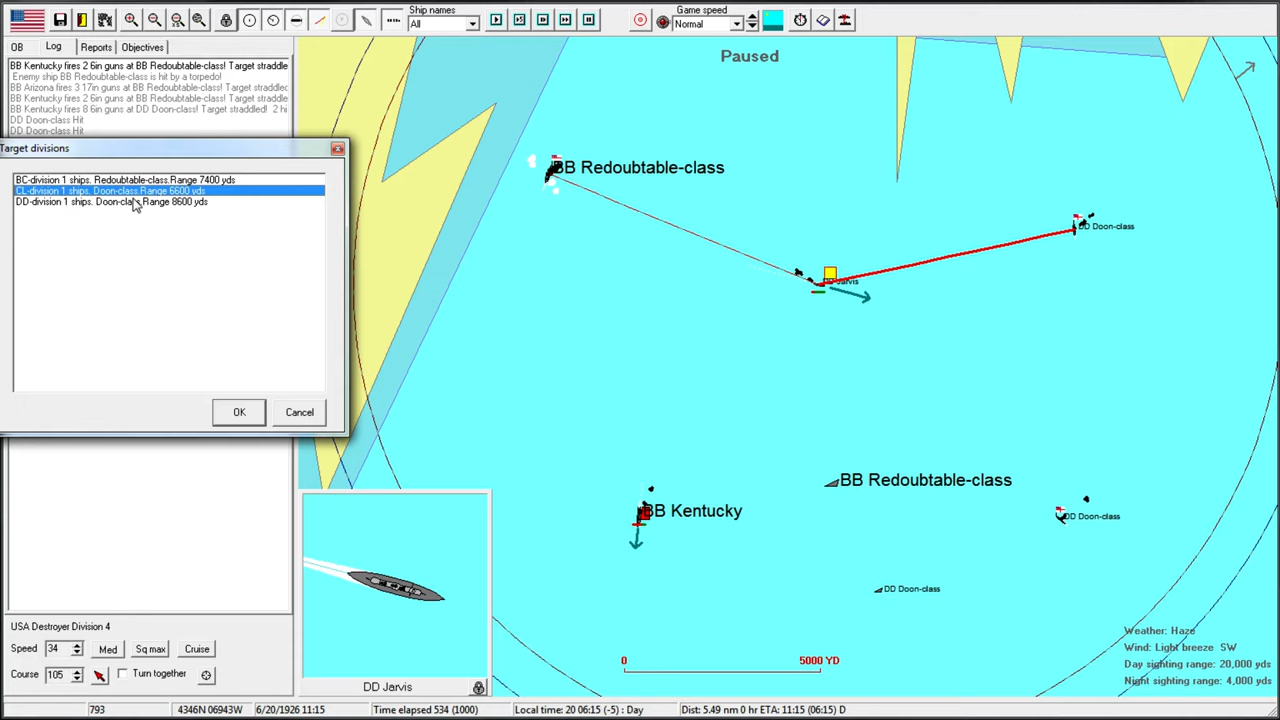 Ship names
All
Game speed
Normal
OB
Log
Reports
Objectives
BB Kentucky fires 2 6in guns at BB Redoubtable-class! Target straddle
Enemy ship BB Redoubtable-class is hit by a torpedo!
BB Arizona fires 3 17in guns at BB Redoubtable-class! Target straddled
BB Kentucky fires 2 6in guns at BB Redoubtable-class! Target straddle
BB Kentucky fires 8 6in guns at DD Doon-class! Target straddled! 2 hi
DD Doon-class Hit
DD Doon-class Hit
Target divisions
BC-division 1 ships. Redoubtable-class.Range 7400 yds
CL-division 1 ships. Doon-class.Range 6600 yds
DD-division 1 ships. Doon-class.Range 8600 yds
OK
Cancel
Paused
BB Redoubtable-class
DD Doon-class
DD Jarvis
BB Redoubtable-class
BB Kentucky
DD Doon-class
DD Doon-class
0 5000 YD
Weather: Haze
Wind: Light breeze SW
Day sighting range: 20,000 yds
Night sighting range: 4,000 yds
USA Destroyer Division 4
Speed 34 Med Sq max Cruise
Course 105 Turn together
DD Jarvis
793
4346N 06943W
6/20/1926 11:15
Time elapsed 534 (1000)
Local time: 20 06:15 (-5) : Day
Dist: 5.49 nm 0 hr ETA: 11:15 (06:15) D